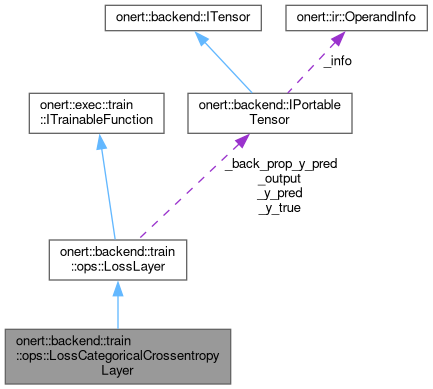 onert::backend::ITensor
onert::ir::OperandInfo
_info
onert::exec::train
::ITrainableFunction
onert::backend::IPortable
Tensor
_back_prop_y_pred
_output
_y_pred
_y_true
onert::backend::train
::ops::LossLayer
onert::backend::train
::ops::LossCategoricalCrossentropy
Layer